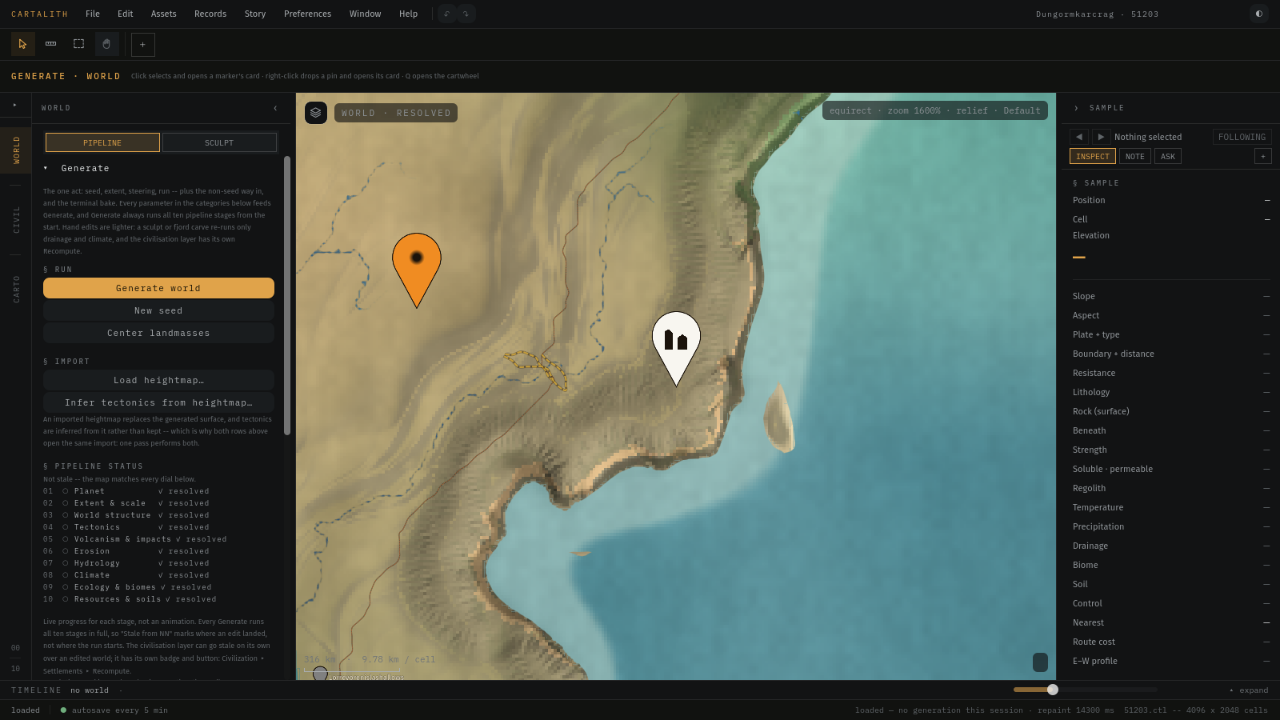 CARTALITH File Edit Assets Records Story Preferences Window Help Dungormkarcrag · 51203
+
GENERATE · WORLD Click selects and opens a marker's card · right-click drops a pin and opens its card · Q opens the cartwheel
WORLD
CIVIL
CARTO
00
10
WORLD
PIPELINE SCULPT
Generate
The one act: seed, extent, steering, run — plus the non-seed way in,
and the terminal bake. Every parameter in the categories below feeds
Generate, and Generate always runs all ten pipeline stages from the
start. Hand edits are lighter: a sculpt or fjord carve re-runs only
drainage and climate, and the civilisation layer has its own
Recompute.
§ RUN
Generate world
New seed
Center landmasses
§ IMPORT
Load heightmap…
Infer tectonics from heightmap…
An imported heightmap replaces the generated surface, and tectonics
are inferred from it rather than kept — which is why both rows above
open the same import: one pass performs both.
§ PIPELINE STATUS
Not stale — the map matches every dial below.
01 ○ Planet √ resolved
02 ○ Extent & scale √ resolved
03 ○ World structure √ resolved
04 ○ Tectonics √ resolved
05 ○ Volcanism & impacts √ resolved
06 ○ Erosion √ resolved
07 ○ Hydrology √ resolved
08 ○ Climate √ resolved
09 ○ Ecology & biomes √ resolved
10 ○ Resources & soils √ resolved
Live progress for each stage, not an animation. Every Generate runs
all ten stages in full, so "Stale from NN" marks where an edit landed,
not where the run starts. The civilisation layer can go stale on its own
over an edited world; it has its own badge and button: Civilization ▸
Settlements ▸ Recompute.
WORLD · RESOLVED
equirect · room 1600% · relief · Default
316 km · 9.78 km / cell
SAMPLE
◀ ▶ Nothing selected FOLLOWING
INSPECT NOTE ASK +
§ SAMPLE
Position —
Cell —
Elevation
—
Slope —
Aspect —
Plate + type —
Boundary + distance —
Resistance —
Lithology —
Rock (surface) —
Beneath —
Strength —
Soluble · permeable —
Regolith —
Temperature —
Precipitation —
Drainage —
Biome —
Soil —
Control —
Nearest —
Route cost —
E–W profile —
TIMELINE no world · expand
loaded ● autosave every 5 min loaded — no generation this session · repaint 14300 ms 51203.ctl -- 4096 x 2048 cells